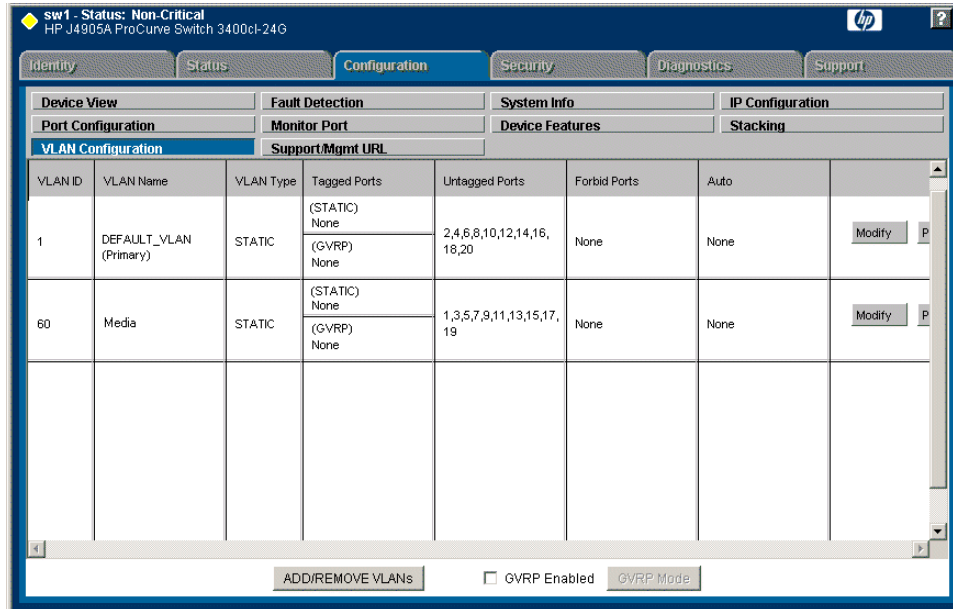 sw1 - Status: Non-Critical
HP J4905A ProCurve Switch 3400cl-24G
hp
?
Identity
Status
Configuration
Security
Diagnostics
Support
Device View
Fault Detection
System Info
IP Configuration
Port Configuration
Monitor Port
Device Features
Stacking
VLAN Configuration
Support/Mgmt URL
VLAN ID
VLAN Name
VLAN Type
Tagged Ports
Untagged Ports
Forbid Ports
Auto
1
DEFAULT_VLAN
(Primary)
STATIC
(STATIC)
None
(GVRP)
None
2,4,6,8,10,12,14,16,
18,20
None
None
Modify
P
60
Media
STATIC
(STATIC)
None
(GVRP)
None
1,3,5,7,9,11,13,15,17,
19
None
None
Modify
P
ADD/REMOVE VLANs
GVRP Enabled
GVRP Mode